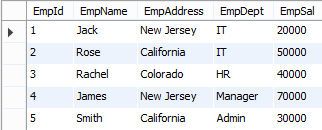 EmpId EmpName EmpAddress EmpDept EmpSal
1 Jack New Jersey IT 20000
2 Rose California IT 50000
3 Rachel Colorado HR 40000
4 James New Jersey Manager 70000
5 Smith California Admin 30000